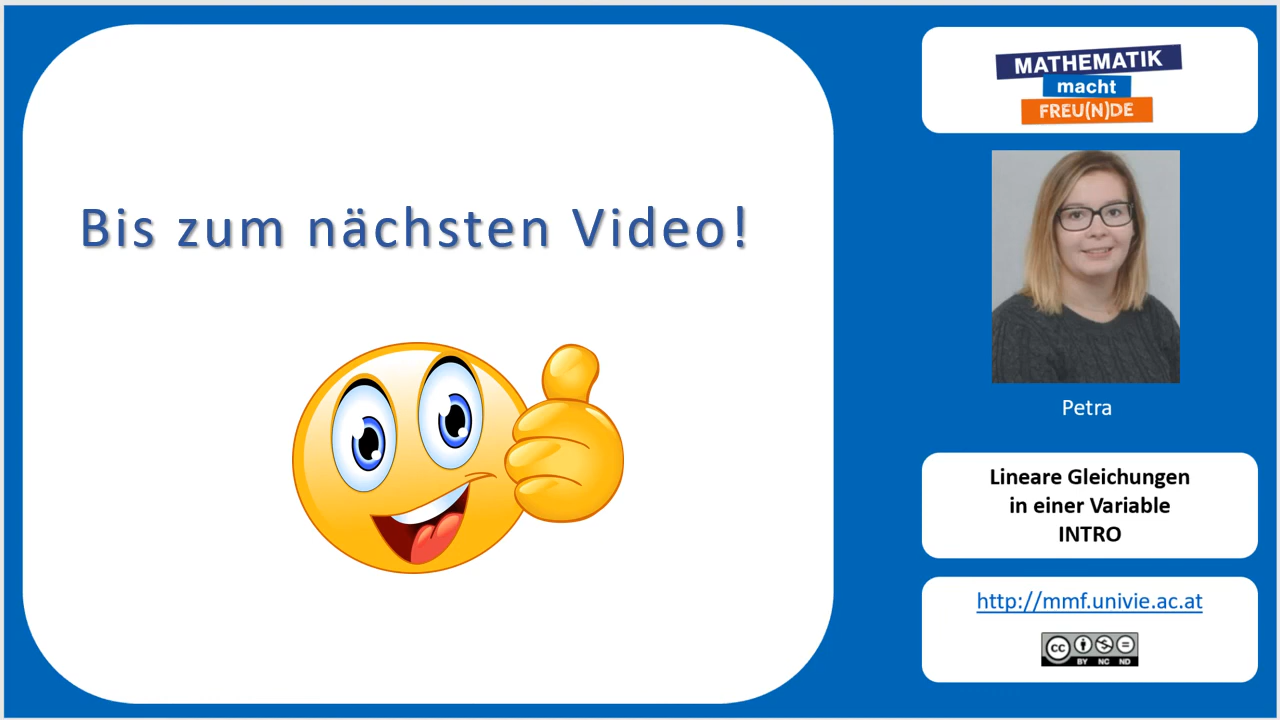 Bis zum nächsten Video!
MATHEMATIK
macht
FREU(N)DE
Petra
Lineare Gleichungen
in einer Variable
INTRO
http://mmf.univie.ac.at
cc
BY NC ND